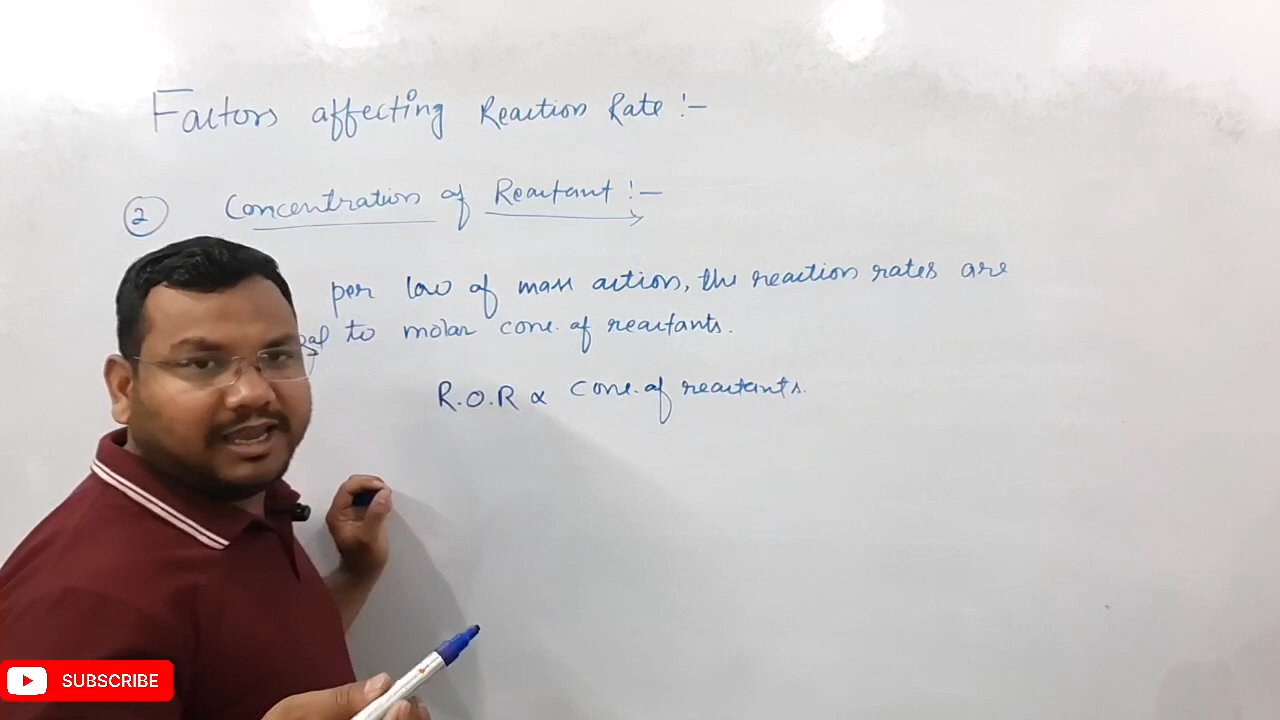 Factors affecting Reaction Rate :-
2 Concentration of Reactant :-
per law of mass action, the reaction rates are
to molar conc. of reactants.
R.O.R ∝ conc. of reactants.
SUBSCRIBE